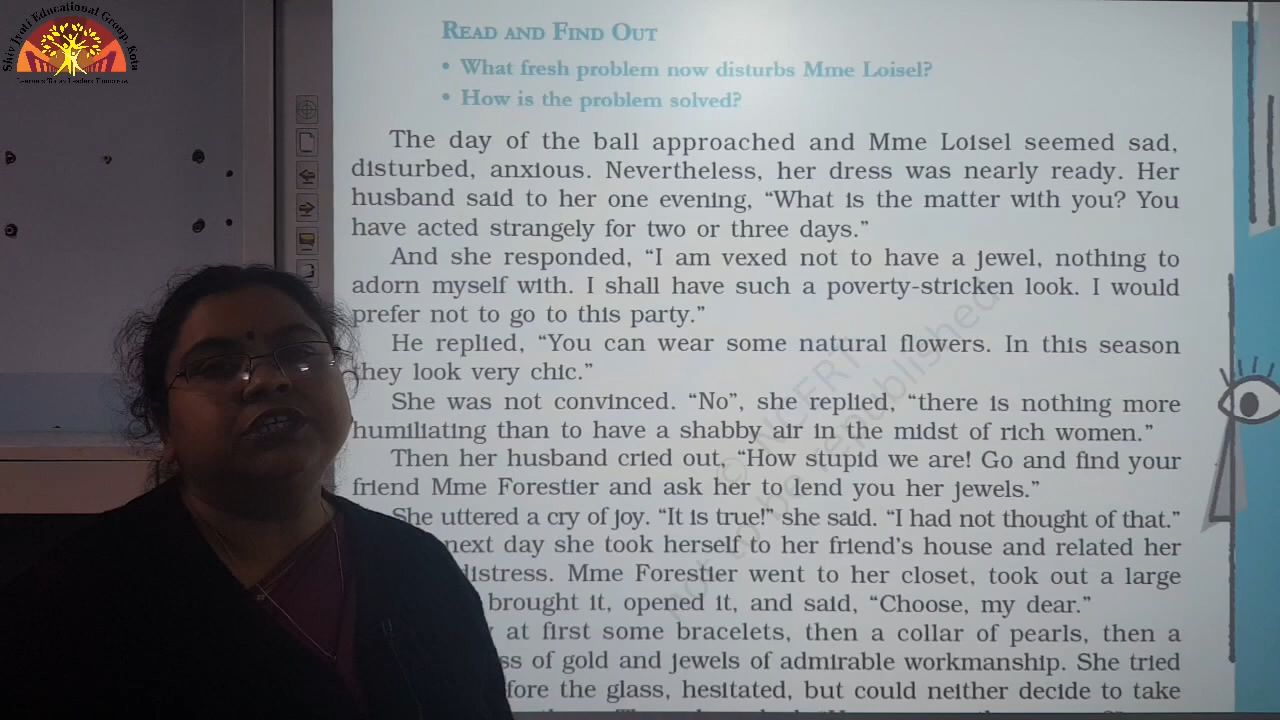 Shiv Jyoti Educational Group, Kota
READ AND FIND OUT
• What fresh problem now disturbs Mme Loisel?
• How is the problem solved?
The day of the ball approached and Mme Loisel seemed sad,
disturbed, anxious. Nevertheless, her dress was nearly ready. Her
husband said to her one evening, “What is the matter with you? You
have acted strangely for two or three days.”
And she responded, “I am vexed not to have a jewel, nothing to
adorn myself with. I shall have such a poverty-stricken look. I would
prefer not to go to this party.”
He replied, “You can wear some natural flowers. In this season
they look very chic.”
She was not convinced. “No”, she replied, “there is nothing more
humiliating than to have a shabby air in the midst of rich women.”
Then her husband cried out, “How stupid we are! Go and find your
friend Mme Forestier and ask her to lend you her jewels.”
She uttered a cry of joy. “It is true!” she said. “I had not thought of that.”
next day she took herself to her friend’s house and related her
distress. Mme Forestier went to her closet, took out a large
brought it, opened it, and said, “Choose, my dear.”
at first some bracelets, then a collar of pearls, then a
ss of gold and jewels of admirable workmanship. She tried
fore the glass, hesitated, but could neither decide to take
© NCERT
not to be republished